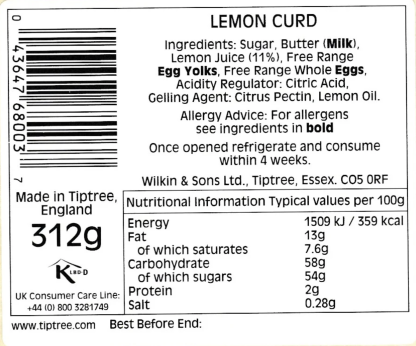 LEMON CURD
Ingredients: Sugar, Butter (Milk),
Lemon Juice (11%), Free Range
Egg Yolks, Free Range Whole Eggs,
Acidity Regulator: Citric Acid,
Gelling Agent: Citrus Pectin, Lemon Oil.
Allergy Advice: For allergens
see ingredients in bold
Once opened refrigerate and consume
within 4 weeks.
Wilkin & Sons Ltd., Tiptree, Essex. CO5 0RF
0 43647 68003 7
Made in Tiptree,
England
312g
K LBD-D
UK Consumer Care Line:
+44 (0) 800 3281749
Nutritional Information Typical values per 100g
Energy 1509 kJ / 359 kcal
Fat 13g
of which saturates 7.6g
Carbohydrate 58g
of which sugars 54g
Protein 2g
Salt 0.28g
www.tiptree.com Best Before End: